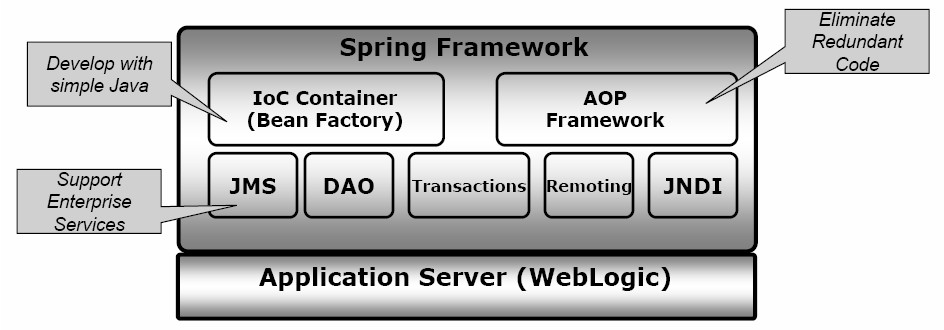 Spring Framework
Eliminate
Redundant
Code
Develop with
simple Java
IoC Container
(Bean Factory)
AOP
Framework
Support
Enterprise
Services
JMS
DAO
Transactions
Remoting
JNDI
Application Server (WebLogic)